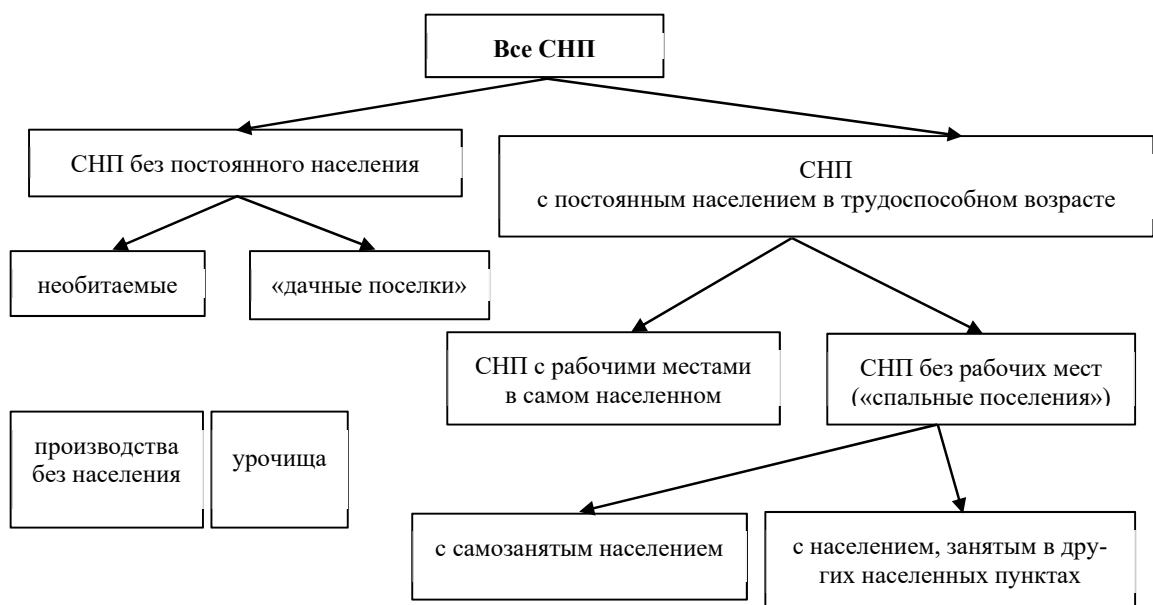 Все СНП
СНП без постоянного населения
СНП
с постоянным населением в трудоспособном возрасте
необитаемые
«дачные поселки»
СНП с рабочими местами
в самом населенном
СНП без рабочих мест
(«спальные поселения»)
производства
без населения
урочища
с самозанятым населением
с населением, занятым в дру-
гих населенных пунктах